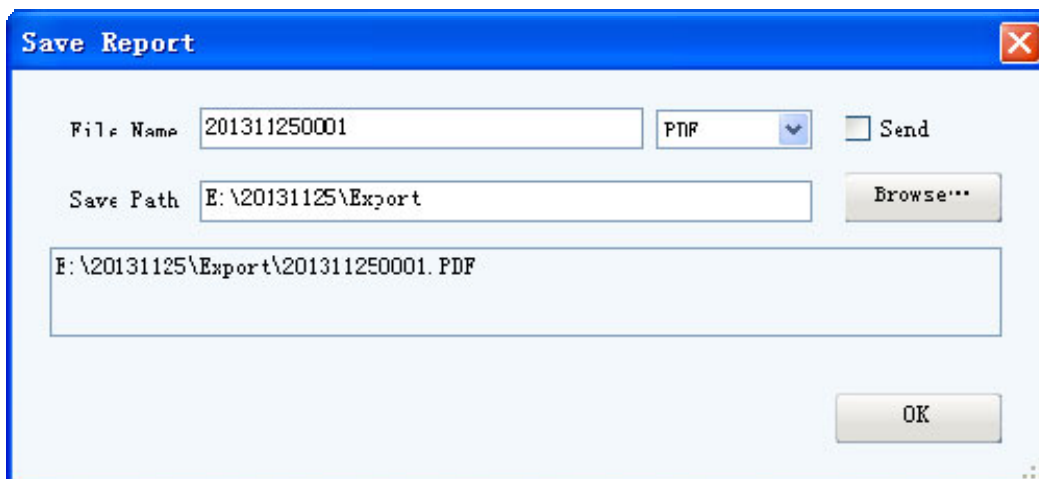 Save Report
File Name 201311250001 PDF Send
Save Path E:\20131125\Export Browse...
E:\20131125\Export\201311250001.PDF
OK